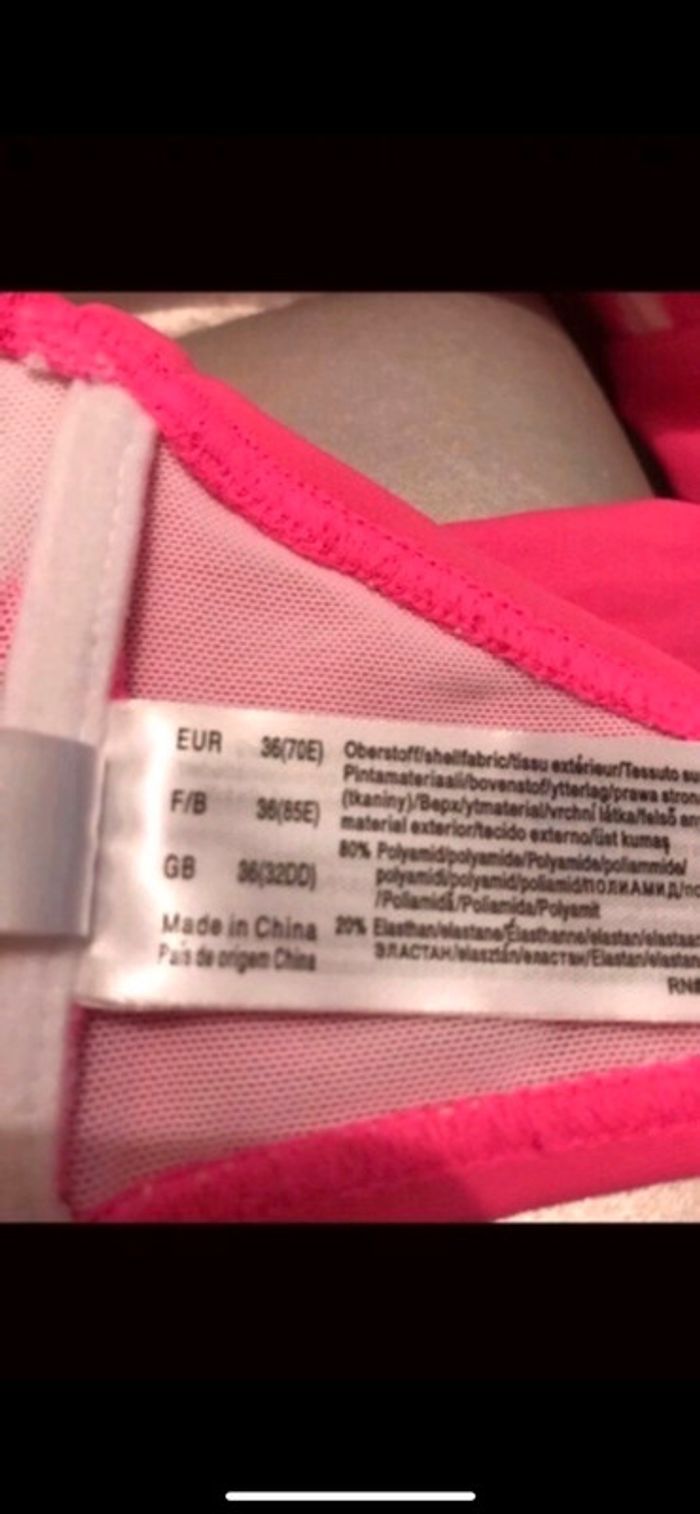 EUR 36(70E)
F/B 36(85E)
GB 36(32DD)
Made in China
País de origem China
Oberstoff/shellfabric/tissu extérieur/Tessuto
Pintamateriaali/bovenstof/ytterlag/prawa
(tkaniny)/Верх/ytmaterial/vrchní látka/felső
material exterior/tecido externo/üst kumaş
80% Polyamid/polyamide/Polyamide/poliammide/
polyamidi/polyamid/poliamid/ПОЛИАМИД
/Poliamidă/Poliamida/Polyamit
20% Elasthan/elastane/Élasthanne/elastan
ЭЛАСТАН/elasztán/еластан/Elastan